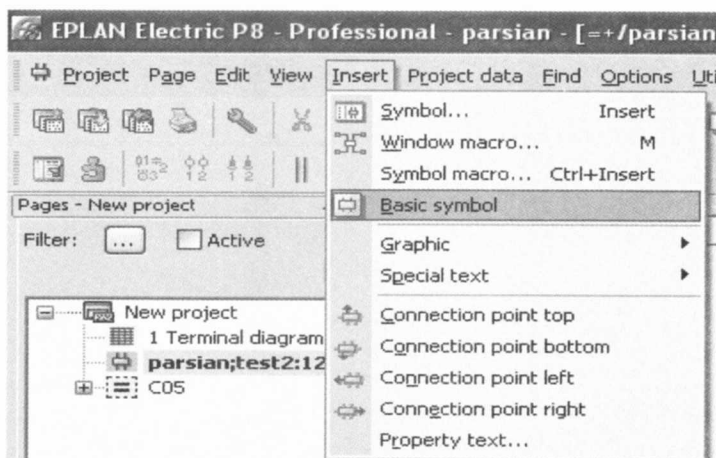 EPLAN Electric P8 - Professional - parsian - [=+/parsian
Project Page Edit View Insert Project data Find Options Uti
Symbol... Insert
Window macro... M
Symbol macro... Ctrl+Insert
Pages - New project
Basic symbol
Filter: ... Active
Graphic
Special text
New project
1 Terminal diagram
parsian;test2:12
C05
Connection point top
Connection point bottom
Connection point left
Connection point right
Property text...